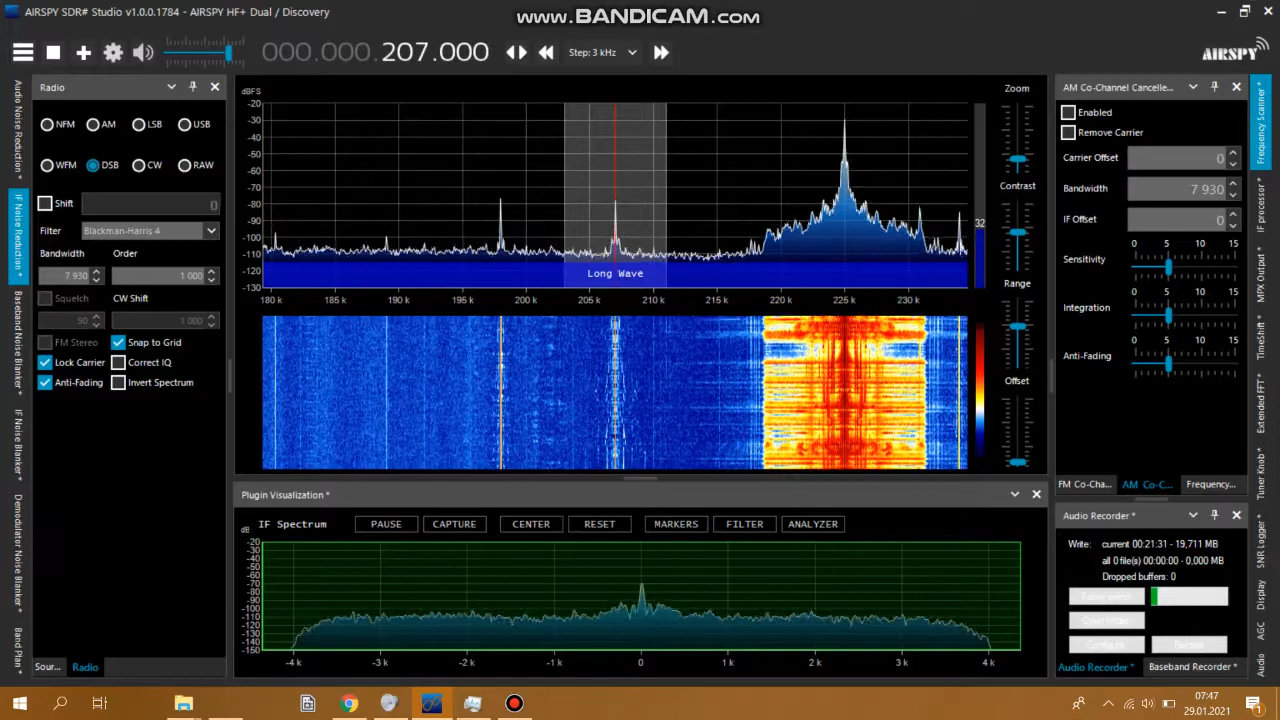 AIRSPY SDR# Studio v1.0.0.1784 - AIRSPY HF+ Dual / Discovery
www.BANDICAM.com
000.000.207.000
Step: 3 kHz
AIRSPY
Audio Noise Reduction *
IF Noise Reduction *
Baseband Noise Blanker *
IF Noise Blanker *
Demodulator Noise Blanker *
Band Plan *
Radio
NFM AM LSB USB
WFM DSB CW RAW
Shift 0
Filter Blackman-Harris 4
Bandwidth Order
7 930 1 000
Squelch CW Shift
50 1 000
FM Stereo Snap to Grid
Lock Carrier Correct IQ
Anti-Fading Invert Spectrum
Sour... Radio
dBFS
-20
-30
-40
-50
-60
-70
-80
-90
-100
-110
-120
-130
Long Wave
180 k 185 k 190 k 195 k 200 k 205 k 210 k 215 k 220 k 225 k 230 k
32
Zoom
Contrast
Range
Offset
Plugin Visualization *
IF Spectrum PAUSE CAPTURE CENTER RESET MARKERS FILTER ANALYZER
dB
-20
-30
-40
-50
-60
-70
-80
-90
-100
-110
-120
-130
-140
-150
-4 k -3 k -2 k -1 k 0 1 k 2 k 3 k 4 k
AM Co-Channel Cancelle...
Enabled
Remove Carrier
Carrier Offset 0
Bandwidth 7 930
IF Offset 0
0 5 10 15
Sensitivity
0 5 10 15
Integration
0 5 10 15
Anti-Fading
FM Co-Cha... AM Co-C... Frequency...
Audio Recorder *
Write: current 00:21:31 - 19,711 MB
all 0 file(s) 00:00:00 - 0,000 MB
Dropped buffers: 0
Configure Record
Audio Recorder * Baseband Recorder *
Frequency Scanner *
IF processor *
MPX Output *
TimeShift *
Extended FFT *
Tuner Knob *
SNR Logger *
Display
AGC
Audio
07:47
29.01.2021
1